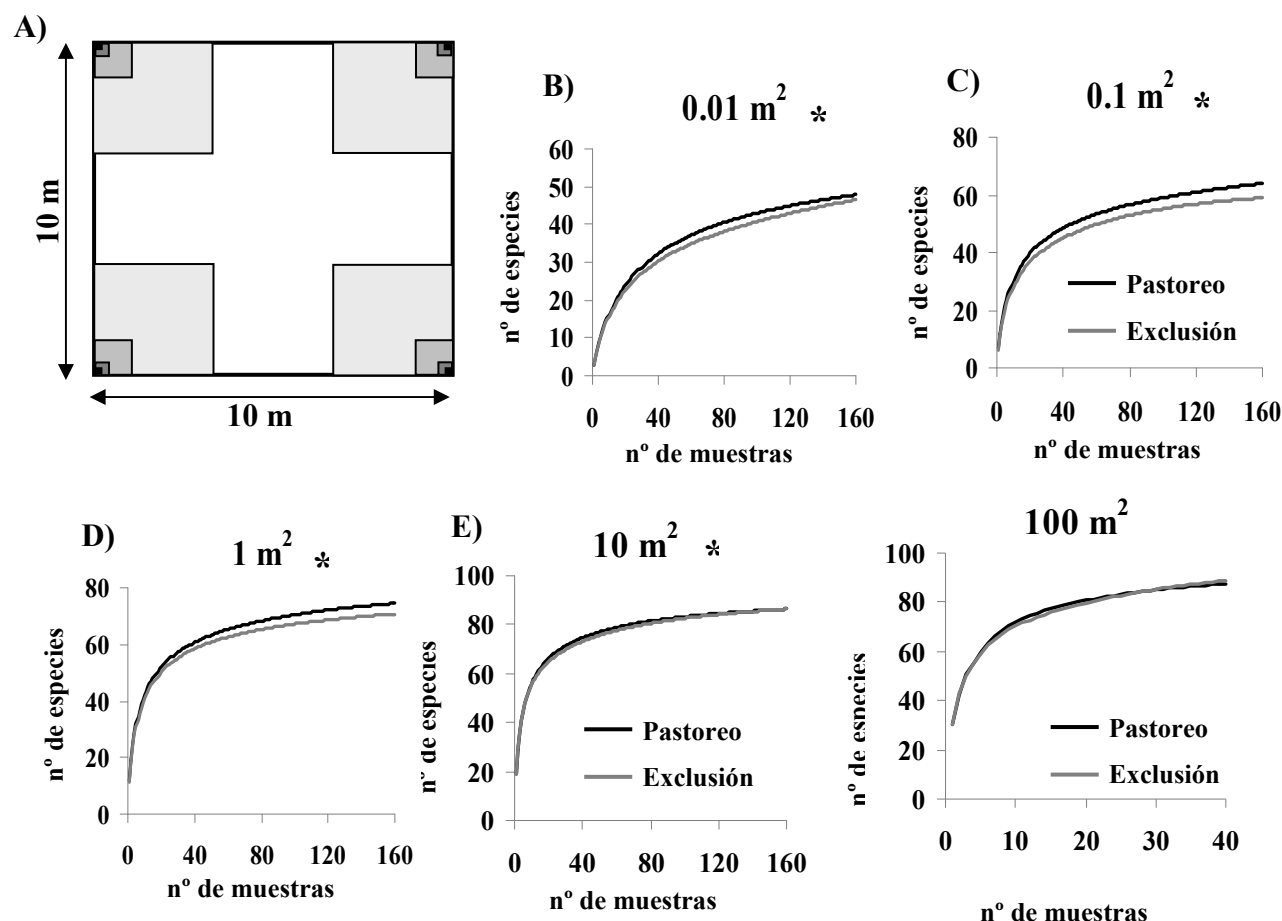 A)
10 m
10 m
B)
0.01 m² *
nº de especies
60
50
40
30
20
10
0
0 40 80 120 160
nº de muestras
C)
0.1 m² *
nº de especies
80
60
40
20
0
Pastoreo
Exclusión
0 40 80 120 160
nº de muestras
D)
1 m² *
nº de especies
80
60
40
20
0
0 40 80 120 160
nº de muestras
E)
10 m² *
nº de especies
100
80
60
40
20
0
Pastoreo
Exclusión
0 40 80 120 160
nº de muestras
100 m²
nº de especies
100
80
60
40
20
0
Pastoreo
Exclusión
0 10 20 30 40
nº de muestras